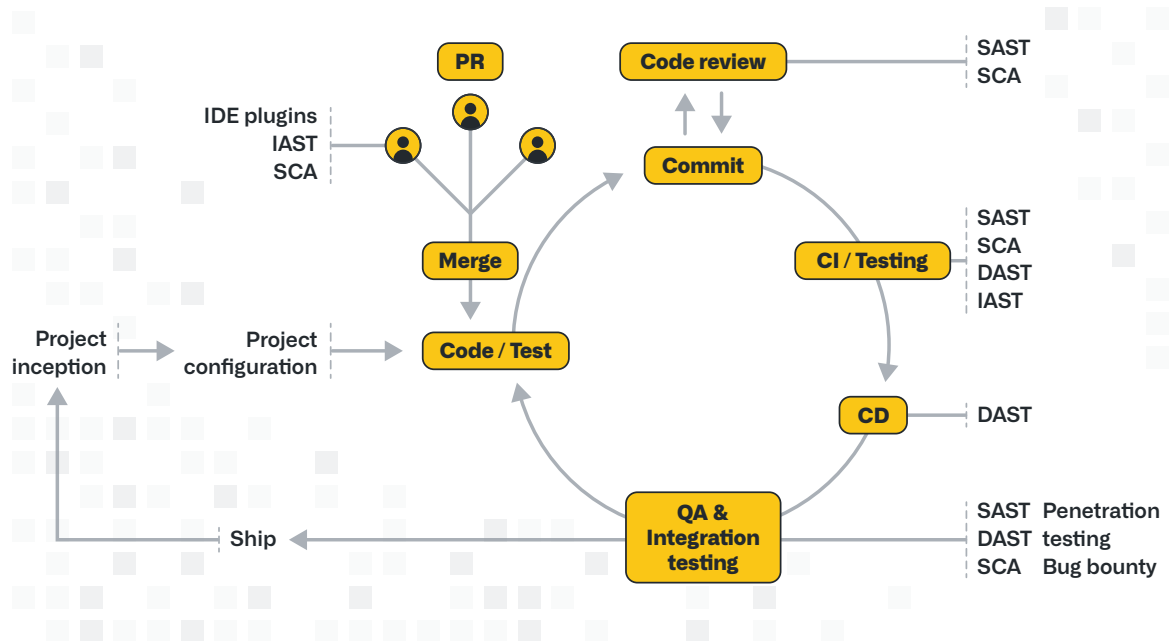 PR
Code review
SAST
SCA
IDE plugins
IAST
SCA
Commit
Merge
CI / Testing
SAST
SCA
DAST
IAST
Project
inception
Project
configuration
Code / Test
CD
DAST
Ship
QA &
Integration
testing
SAST Penetration
DAST testing
SCA Bug bounty